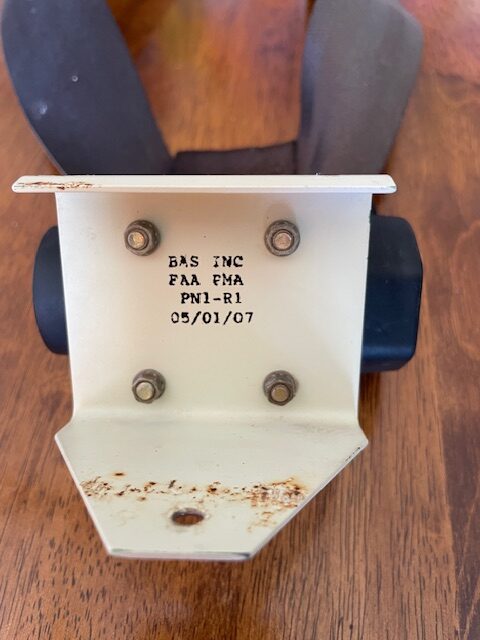 BAS INC
FAA PMA
PN1-R1
05/01/07